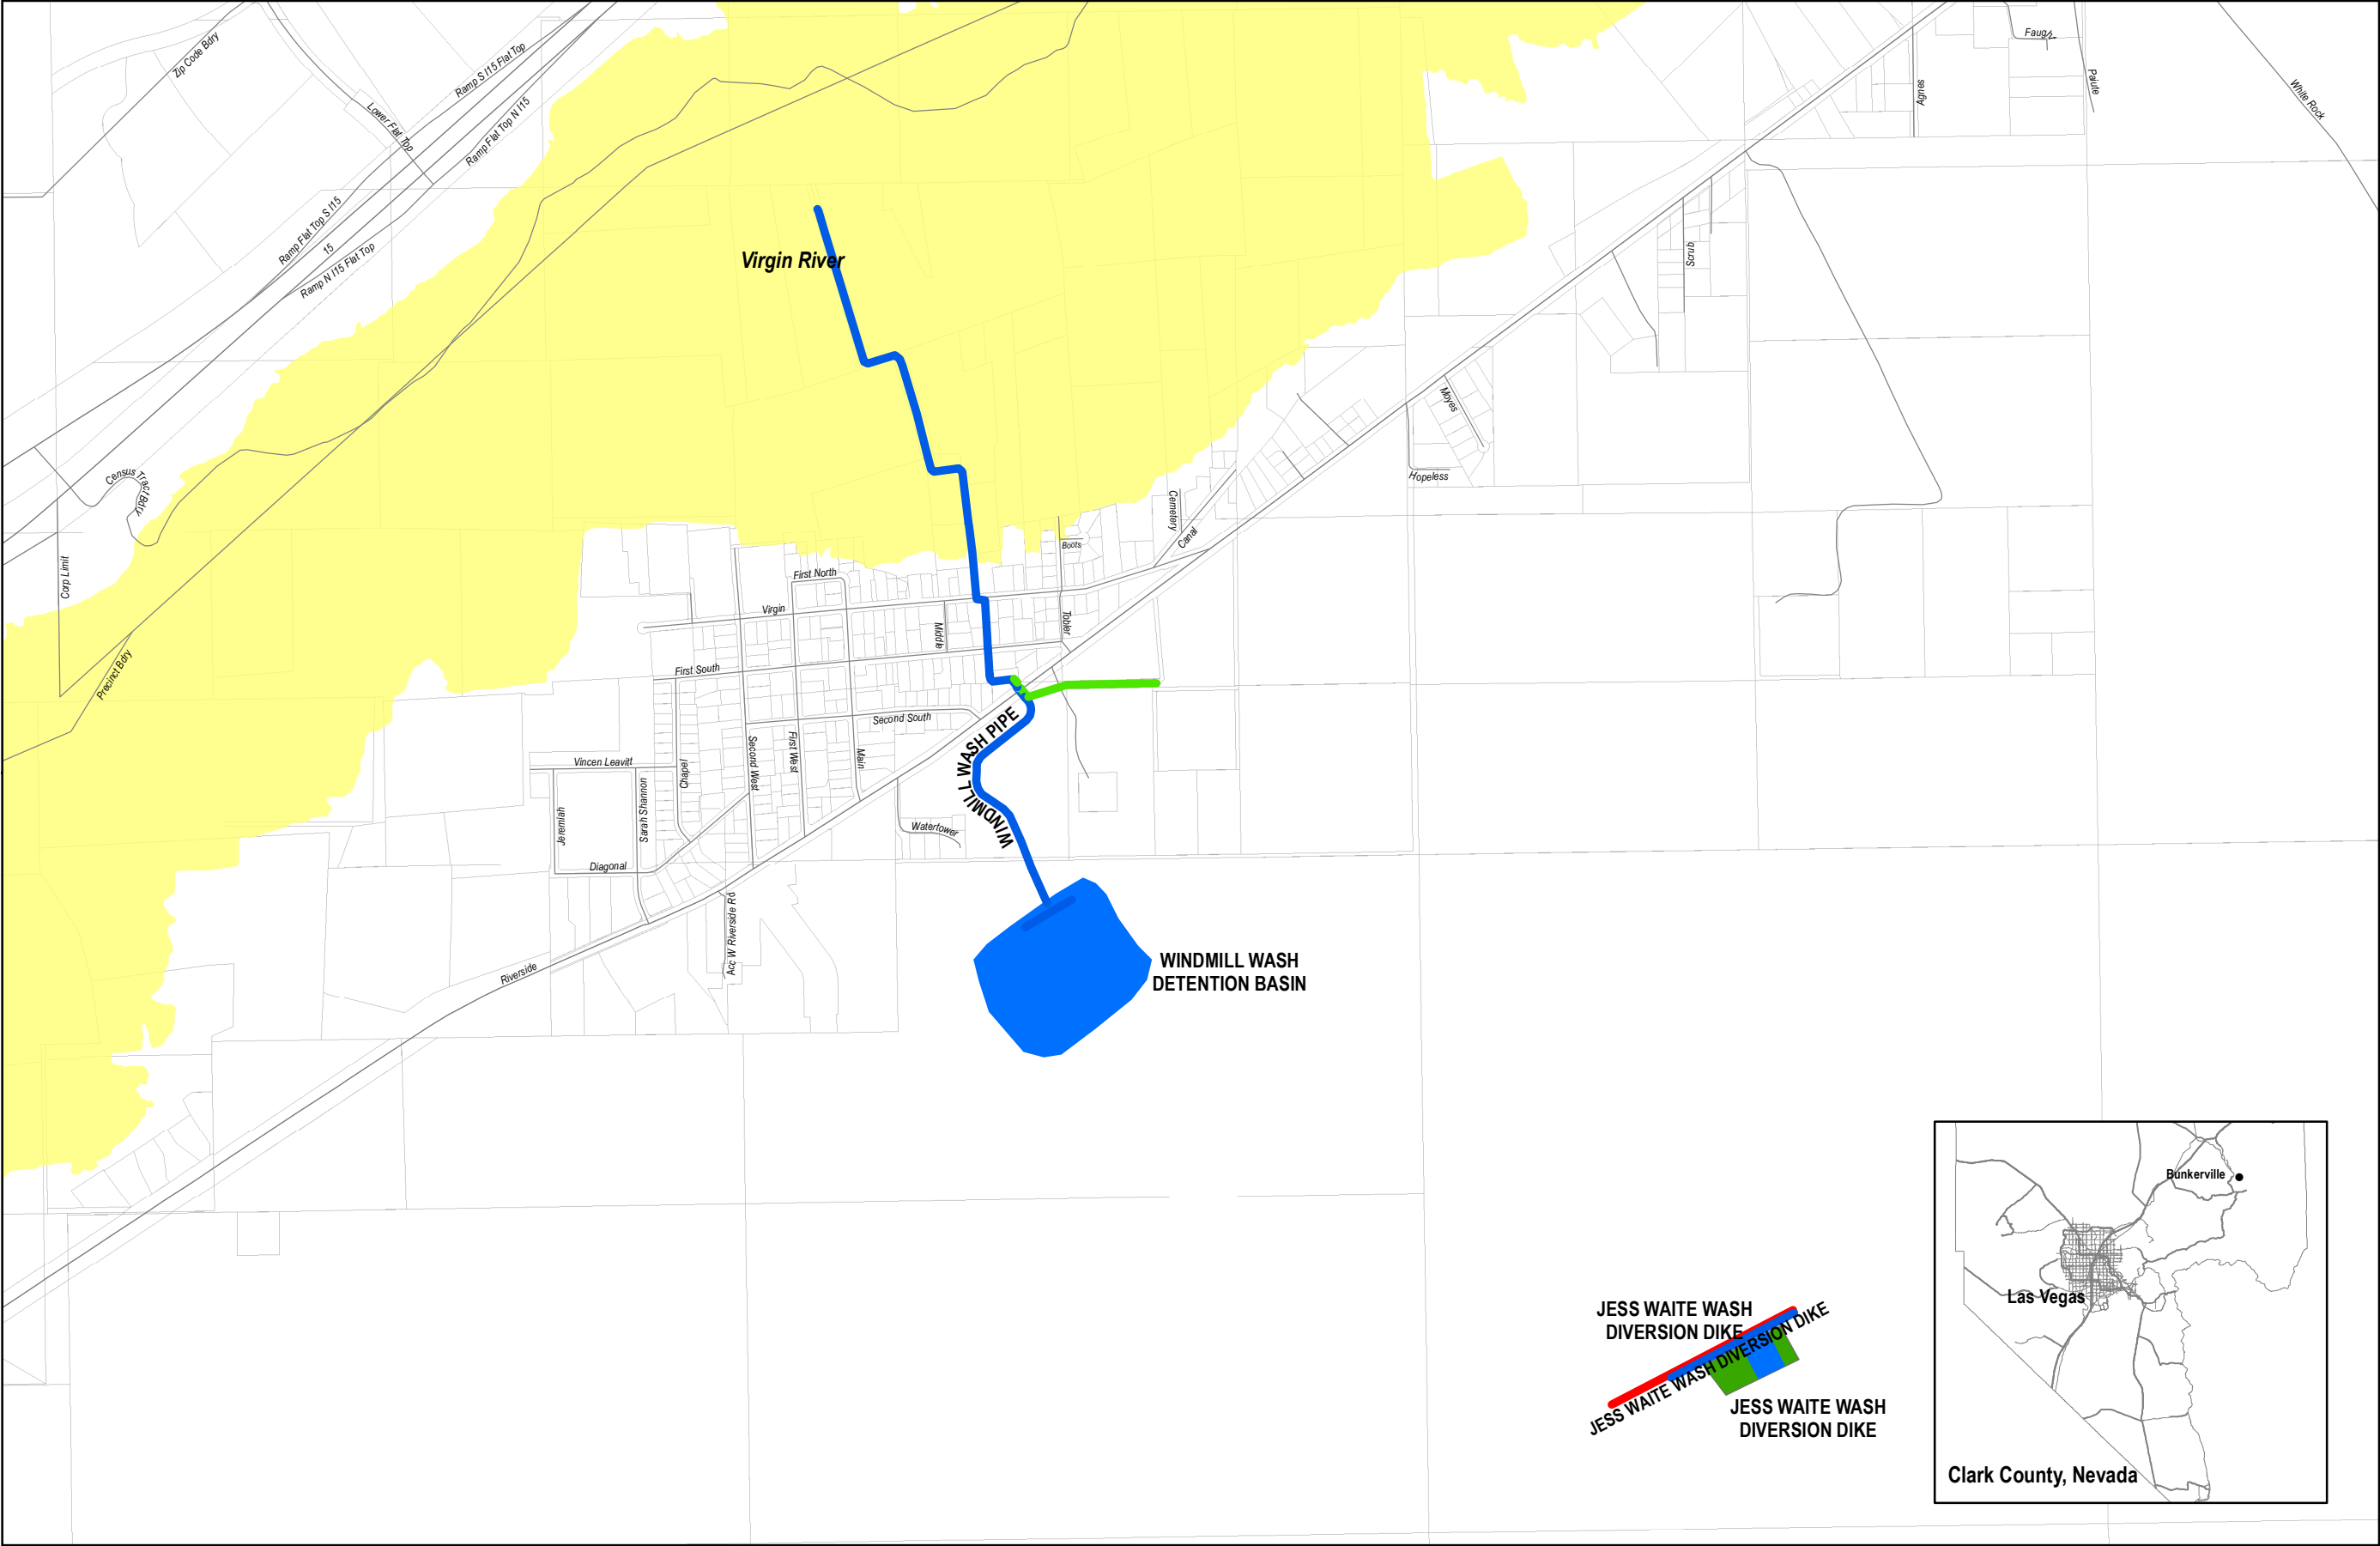 Zip Code Bdry
Lower Flat Top
Ramp S I15 Flat Top
Ramp Flat Top N I15
Ramp Flat Top S I15
15
Ramp N I15 Flat Top
Agnes
Paiute
White Rock
Virgin River
Scrub
Census Tract Bdry
Corp Limit
Precinct Bdry
Moyes
Hopeless
Cemetery
Canal
Boots
First North
Virgin
Middle
Tobler
First South
Second South
WINDMILL WASH PIPE
Second West
First West
Main
Chapel
Vincen Leavitt
Jeremiah
Sarah Shannon
Diagonal
Watertower
Acc W Riverside Rd
Riverside
WINDMILL WASH
DETENTION BASIN
JESS WAITE WASH
DIVERSION DIKE
JESS WAITE WASH DIVERSION DIKE
JESS WAITE WASH
DIVERSION DIKE
Bunkerville
Las Vegas
Clark County, Nevada